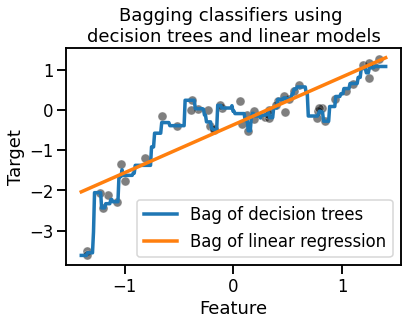 Bagging classifiers using
decision trees and linear models
Target
1
0
−1
−2
−3
Bag of decision trees
Bag of linear regression
−1
0
1
Feature